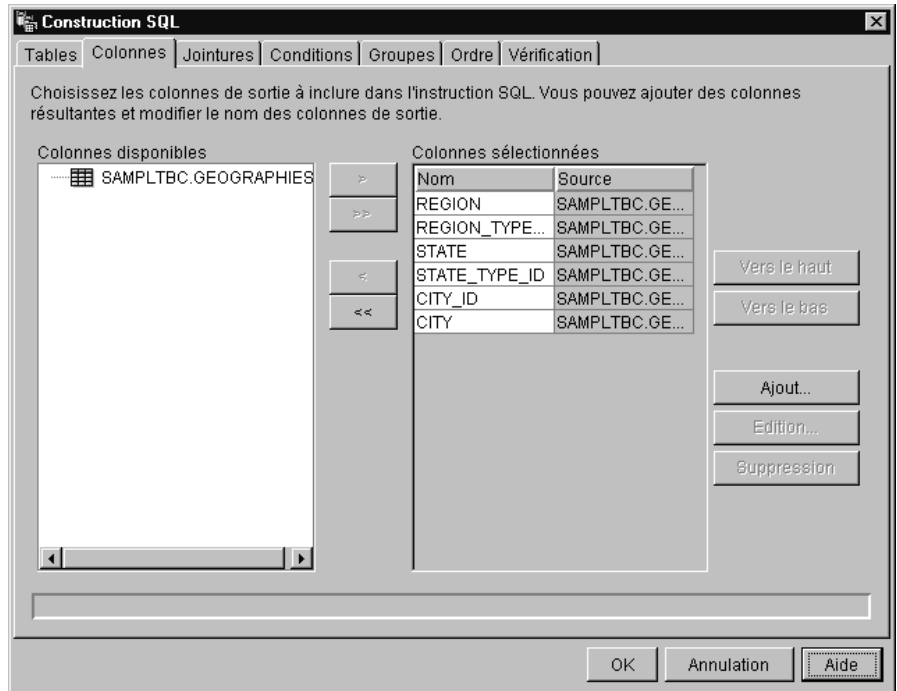 Construction SQL
Tables Colonnes Jointures Conditions Groupes Ordre Vérification
Choisissez les colonnes de sortie à inclure dans l'instruction SQL. Vous pouvez ajouter des colonnes
résultantes et modifier le nom des colonnes de sortie.
Colonnes disponibles
SAMPLTBC.GEOGRAPHIES
>
>>
<
<<
Colonnes sélectionnées
Nom Source
REGION SAMPLTBC.GE...
REGION_TYPE... SAMPLTBC.GE...
STATE SAMPLTBC.GE...
STATE_TYPE_ID SAMPLTBC.GE...
CITY_ID SAMPLTBC.GE...
CITY SAMPLTBC.GE...
Vers le haut
Vers le bas
Ajout...
Edition...
Suppression
OK Annulation Aide